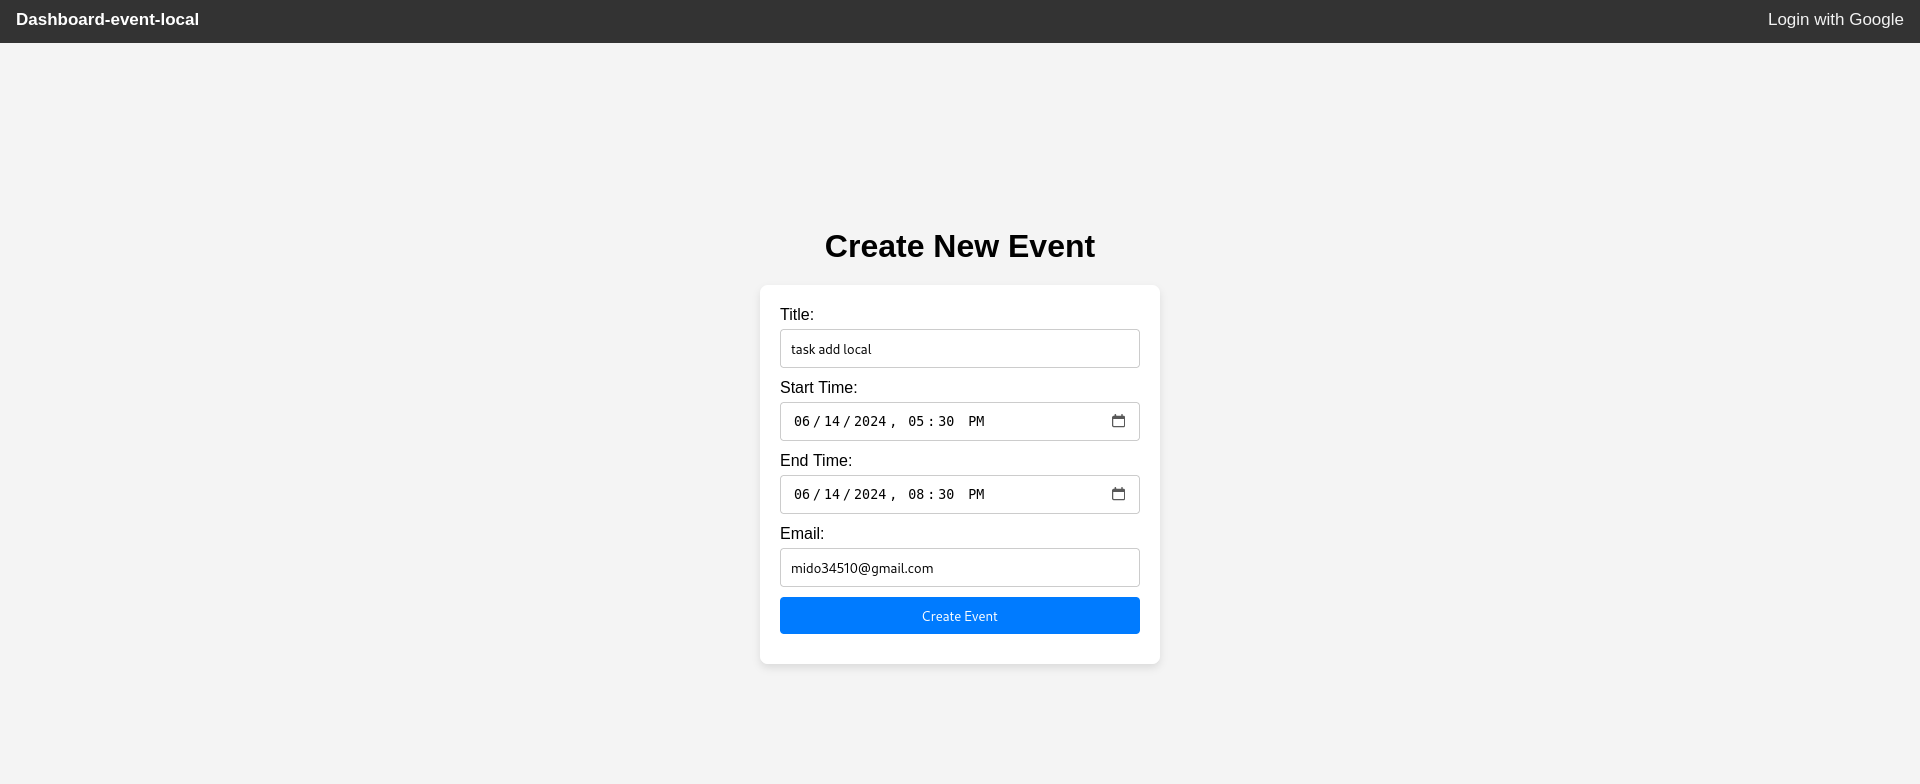 Dashboard-event-local
Login with Google
Create New Event
Title:
task add local
Start Time:
06/14/2024, 05:30 PM
End Time:
06/14/2024, 08:30 PM
Email:
mido34510@gmail.com
Create Event